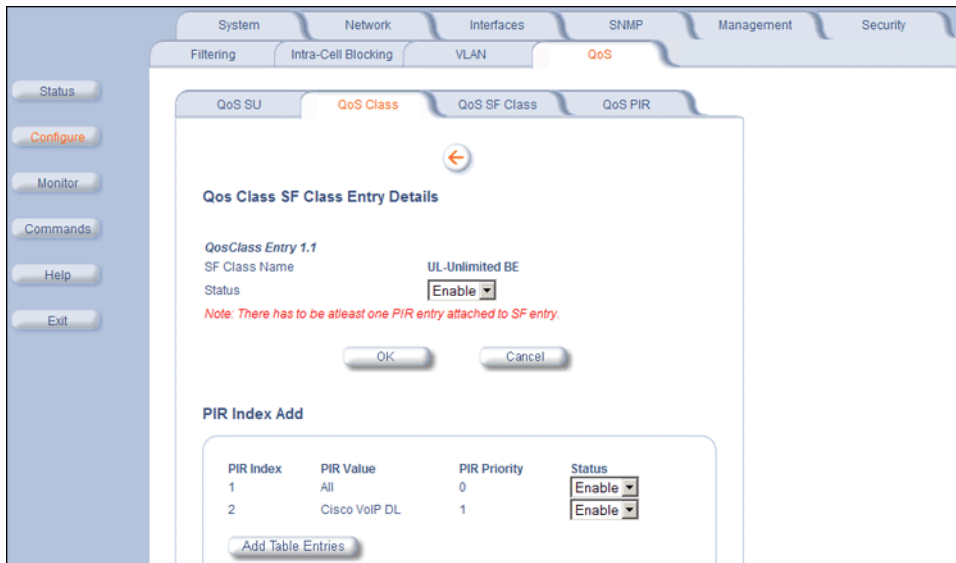 System Network Interfaces SNMP Management Security
Filtering Intra-Cell Blocking VLAN QoS
Status
Configure
Monitor
Commands
Help
Exit
QoS SU QoS Class QoS SF Class QoS PIR
Qos Class SF Class Entry Details
QosClass Entry 1.1
SF Class Name UL-Unlimited BE
Status Enable
Note: There has to be atleast one PIR entry attached to SF entry.
OK Cancel
PIR Index Add
PIR Index PIR Value PIR Priority Status
1 All 0 Enable
2 Cisco VoIP DL 1 Enable
Add Table Entries